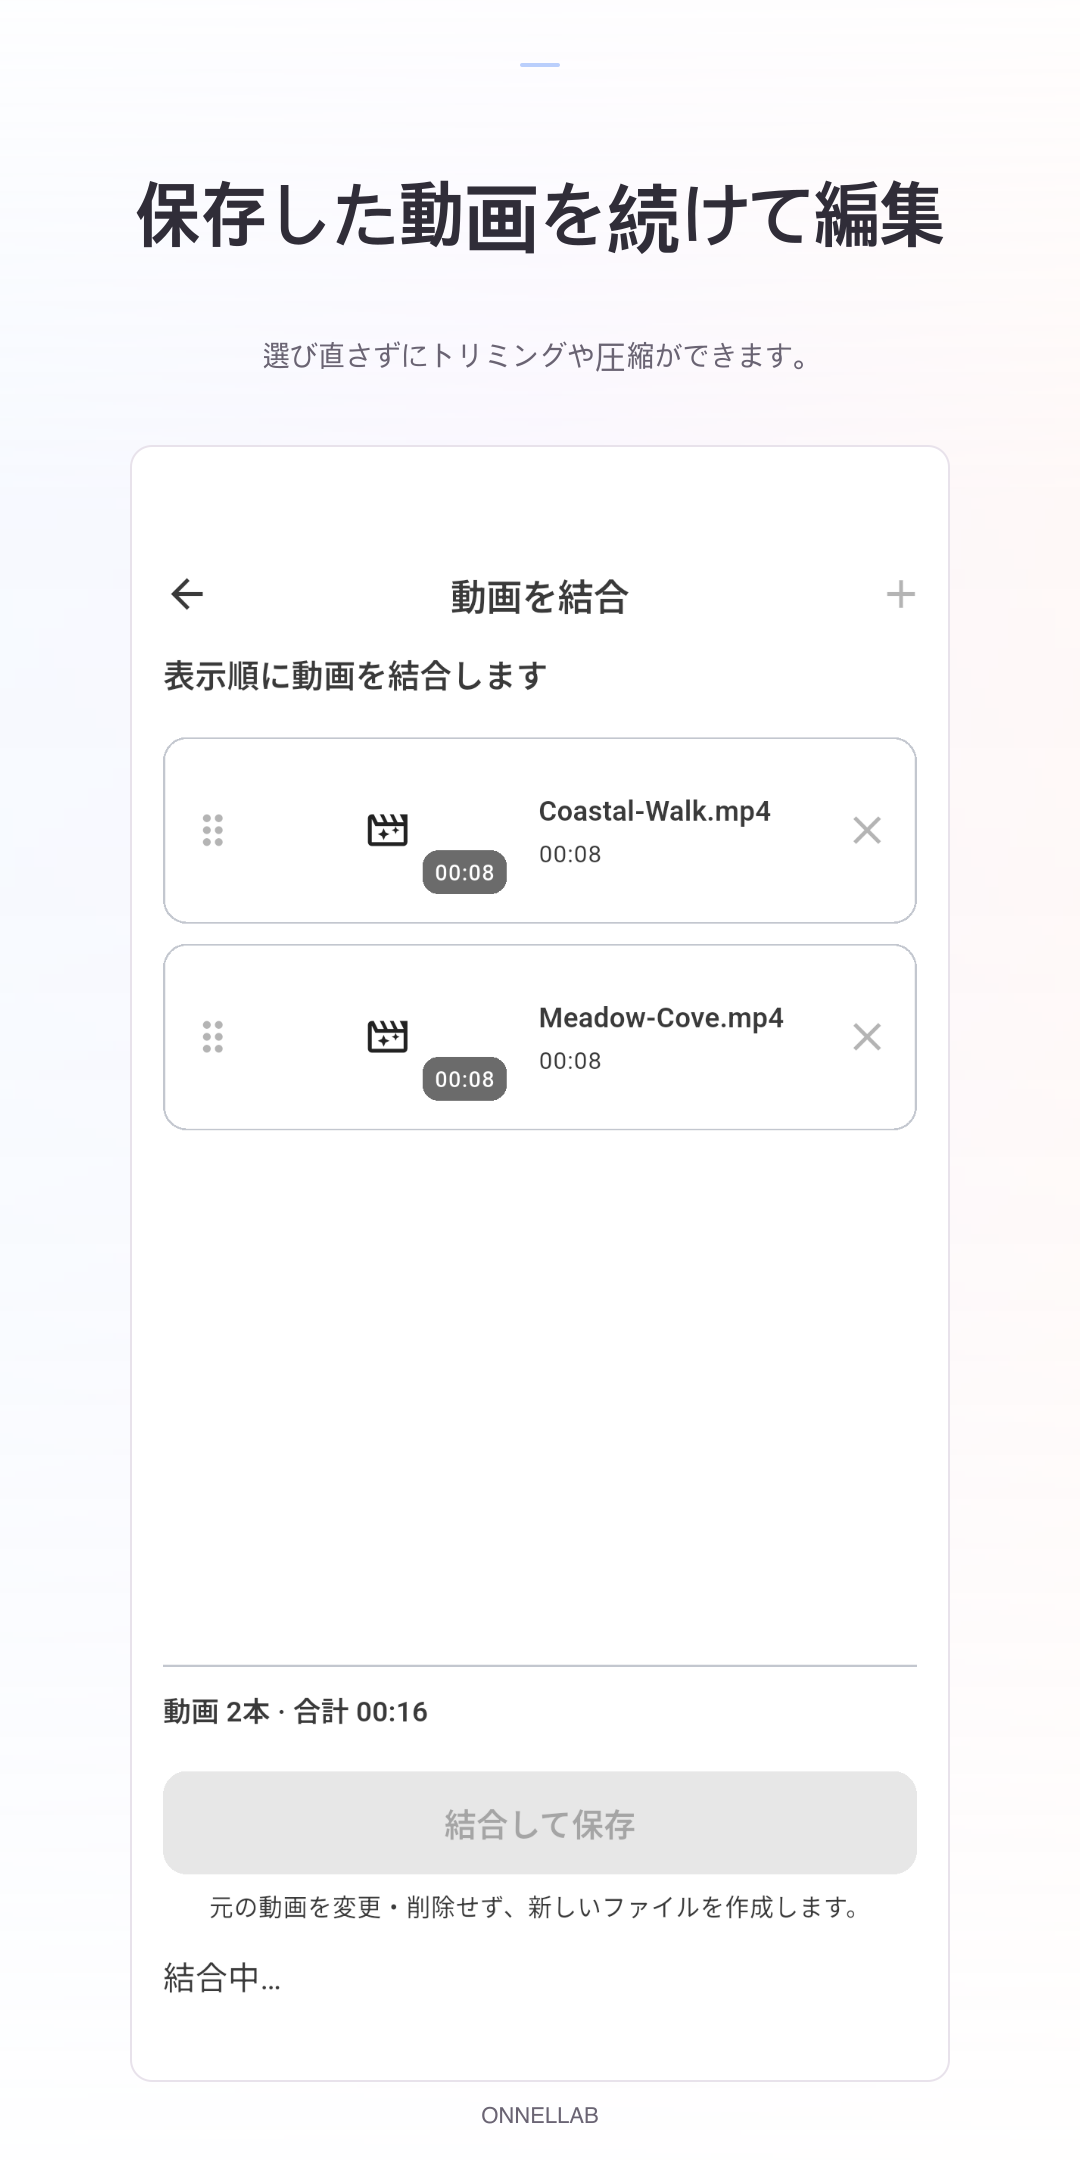 保存した動画を続けて編集
選び直さずにトリミングや圧縮ができます。
動画を結合
表示順に動画を結合します
Coastal-Walk.mp4
00:08
00:08
Meadow-Cove.mp4
00:08
00:08
動画 2本 · 合計 00:16
結合して保存
元の動画を変更・削除せず、新しいファイルを作成します。
結合中...
ONNELLAB